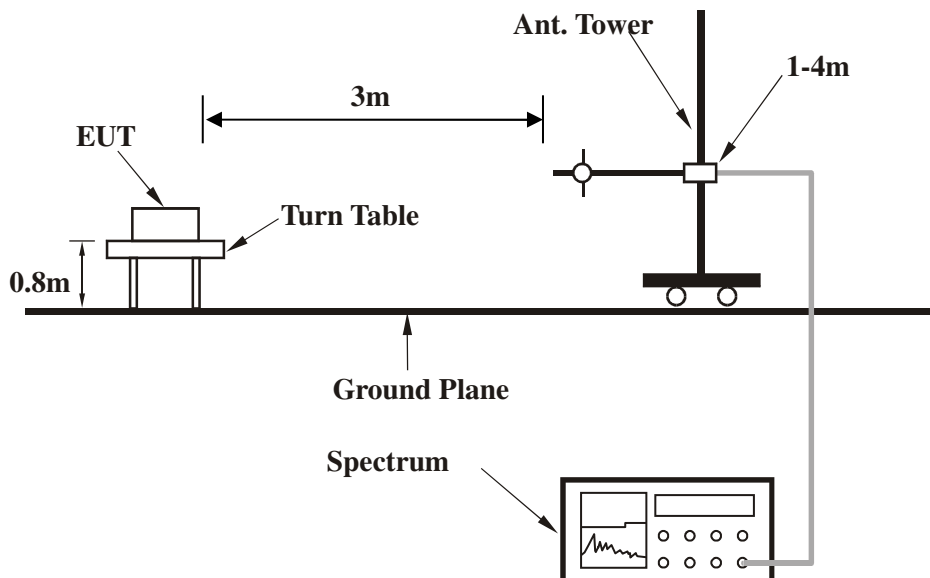 Ant. Tower
1-4m
3m
EUT
Turn Table
0.8m
Ground Plane
Spectrum